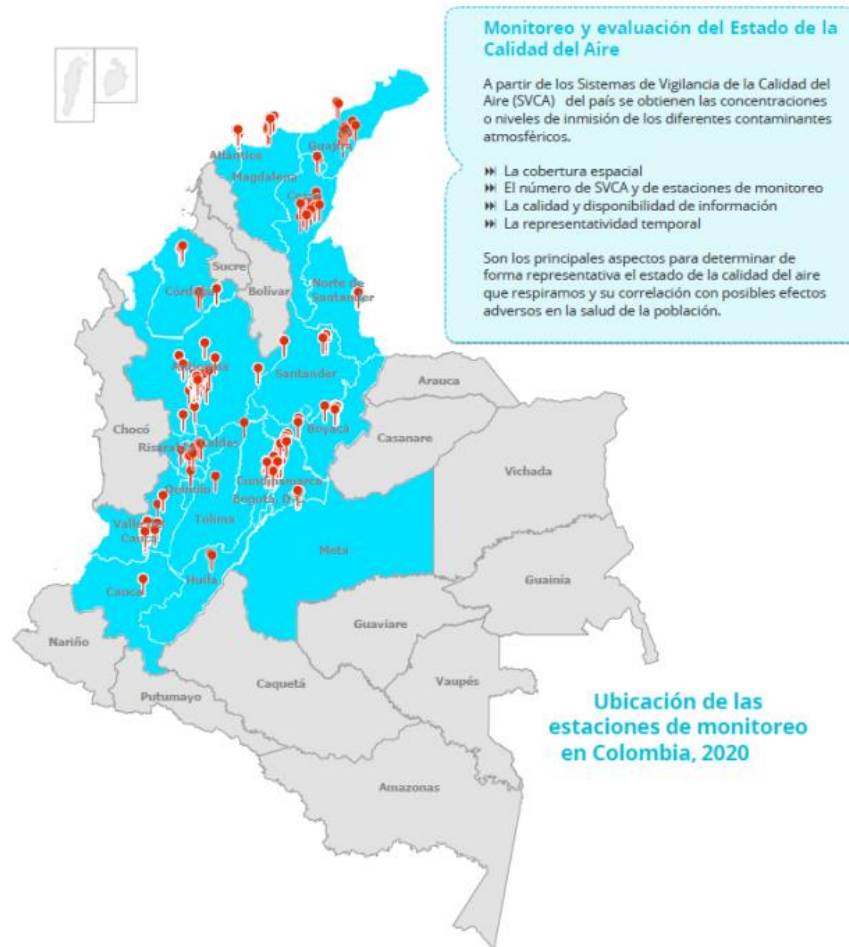 Monitoreo y evaluación del Estado de la
Calidad del Aire
A partir de los Sistemas de Vigilancia de la Calidad del
Aire (SVCA) del país se obtienen las concentraciones
o niveles de inmisión de los diferentes contaminantes
atmosféricos.
La cobertura espacial
El número de SVCA y de estaciones de monitoreo
La calidad y disponibilidad de información
La representatividad temporal
Son los principales aspectos para determinar de
forma representativa el estado de la calidad del aire
que respiramos y su correlación con posibles efectos
adversos en la salud de la población.
Guajira
Atlántico
Magdalena
Sucre
Bolívar
Norte de
Santander
Santander
Arauca
Boyacá
Casanare
Chocó
Vichada
Quindío
Cundinamarca
Bogotá, D.C.
Tolima
Valle del
Cauca
Meta
Huila
Cauca
Guainía
Guaviare
Nariño
Vaupés
Caquetá
Putumayo
Amazonas
Ubicación de las
estaciones de monitoreo
en Colombia, 2020